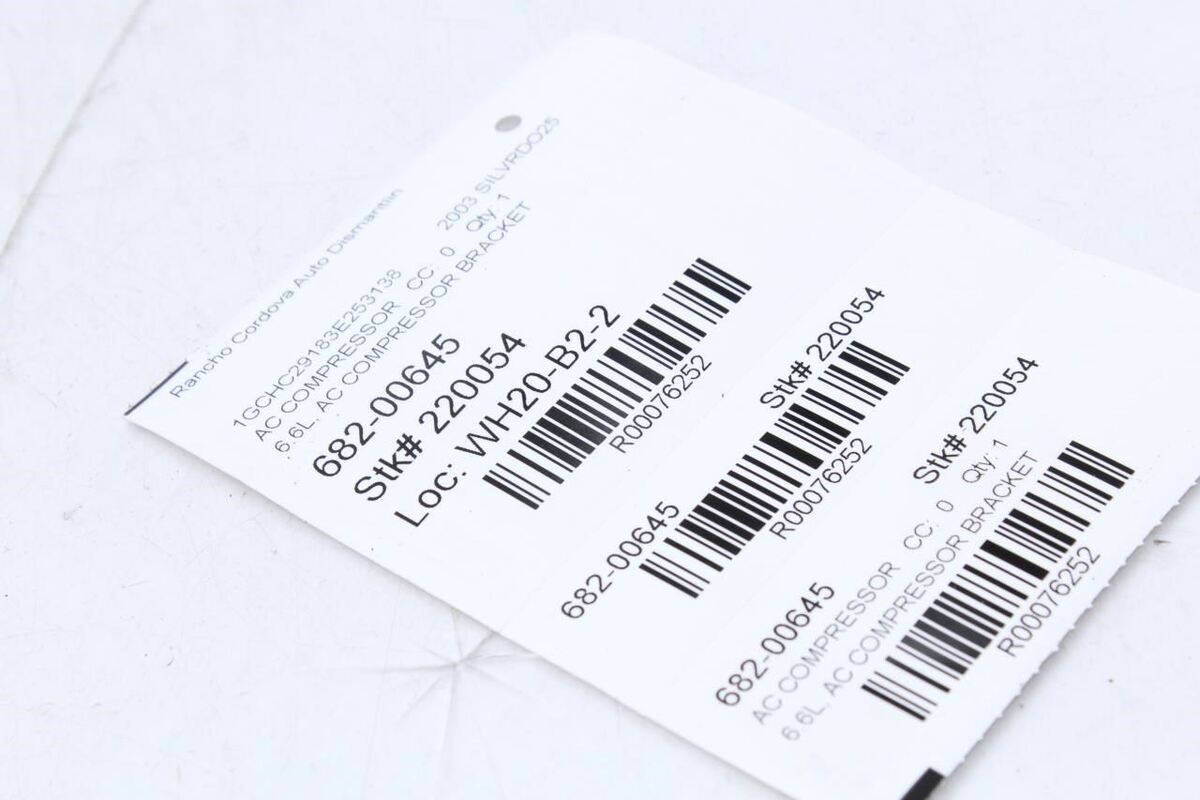 Rancho Cordova Auto Dismantlin
1GCHC29183E253138 2003 SILVRDO25
AC COMPRESSOR CC: 0 Qty: 1
6.6L, AC COMPRESSOR BRACKET
682-00645
Stk# 220054
Loc: WH20-B2-2
R00076252
682-00645 Stk# 220054
R00076252
682-00645 Stk# 220054
AC COMPRESSOR CC: 0 Qty: 1
6.6L, AC COMPRESSOR BRACKET
R00076252